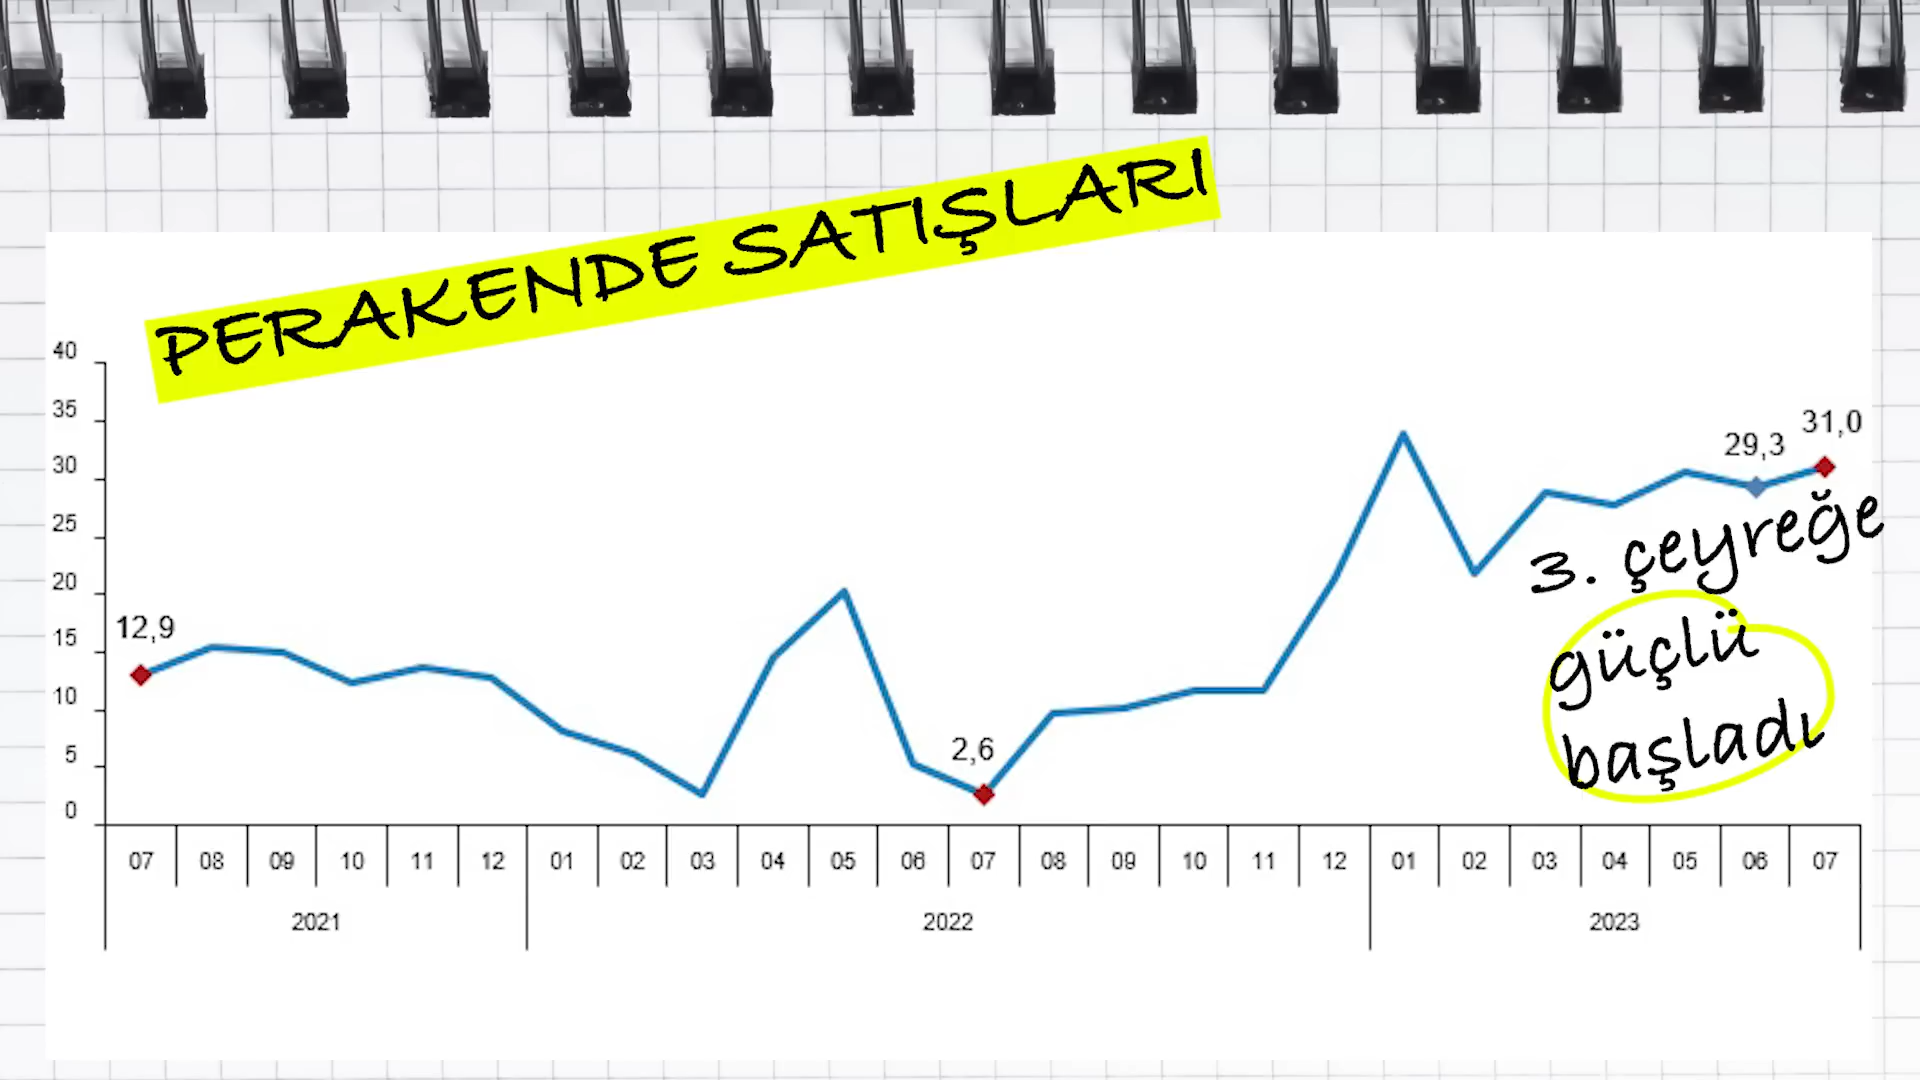 PERAKENDE SATIŞLARI
40
35
30
25
20
15
10
5
0
12,9
2,6
29,3
31,0
3. çeyreğe
güçlü
başladı
07 08 09 10 11 12 01 02 03 04 05 06 07 08 09 10 11 12 01 02 03 04 05 06 07
2021 2022 2023